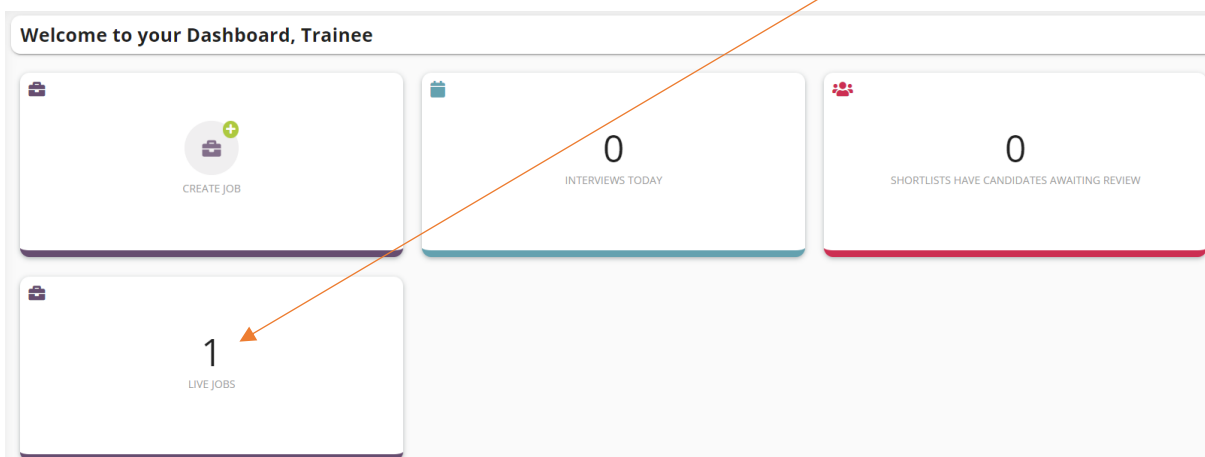 Welcome to your Dashboard, Trainee
CREATE JOB
0
INTERVIEWS TODAY
0
SHORTLISTS HAVE CANDIDATES AWAITING REVIEW
1
LIVE JOBS